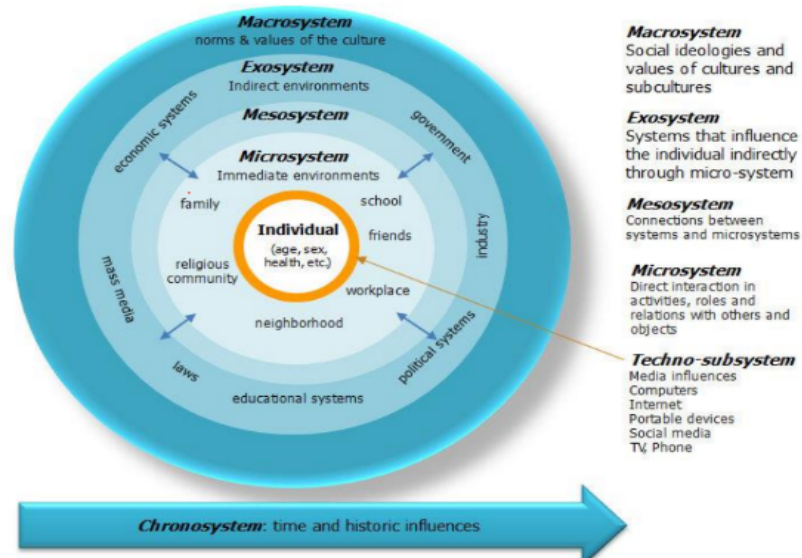 Macrosystem
norms & values of the culture
Exosystem
Indirect environments
Mesosystem
Microsystem
Immediate environments
economic systems
government
family
school
Individual
(age, sex,
health, etc.)
friends
industry
religious
community
mass media
workplace
neighborhood
laws
political systems
educational systems
Macrosystem
Social ideologies and
values of cultures and
subcultures
Exosystem
Systems that influence
the individual indirectly
through micro-system
Mesosystem
Connections between
systems and microsystems
Microsystem
Direct interaction in
activities, roles and
relations with others and
objects
Techno-subsystem
Media influences
Computers
Internet
Portable devices
Social media
TV, Phone
Chronosystem: time and historic influences